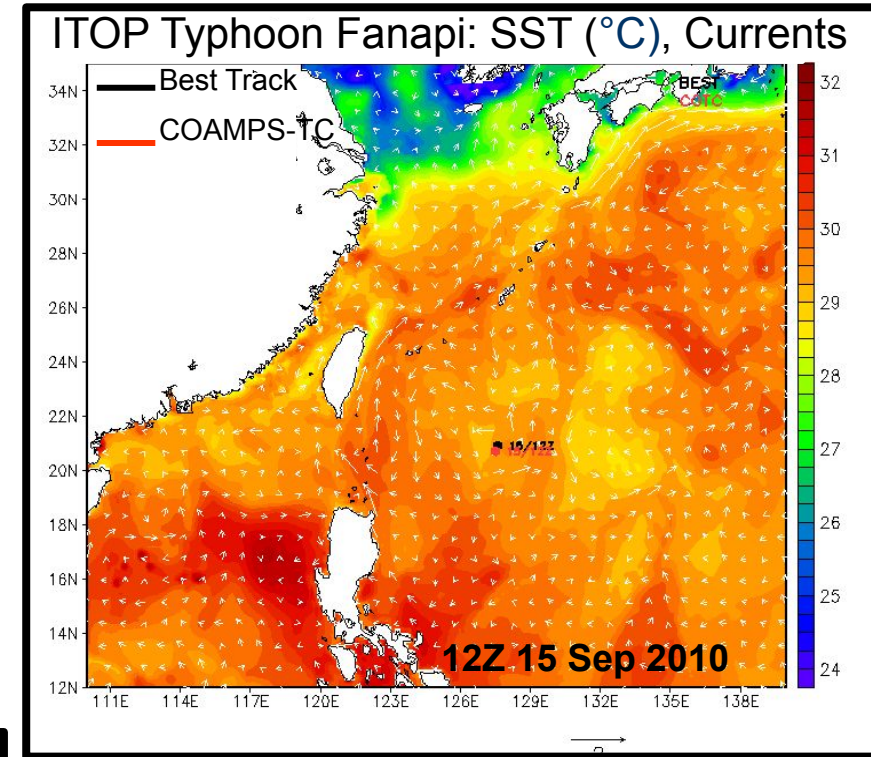 ITOP Typhoon Fanapi: SST (°C), Currents
Best Track
COAMPS-TC
BEST
34N
32N
30N
28N
26N
24N
22N
20N
18N
16N
14N
12N
15/12Z
15/12Z
12Z 15 Sep 2010
111E 114E 117E 120E 123E 126E 129E 132E 135E 138E
32
31
30
29
28
27
26
25
24